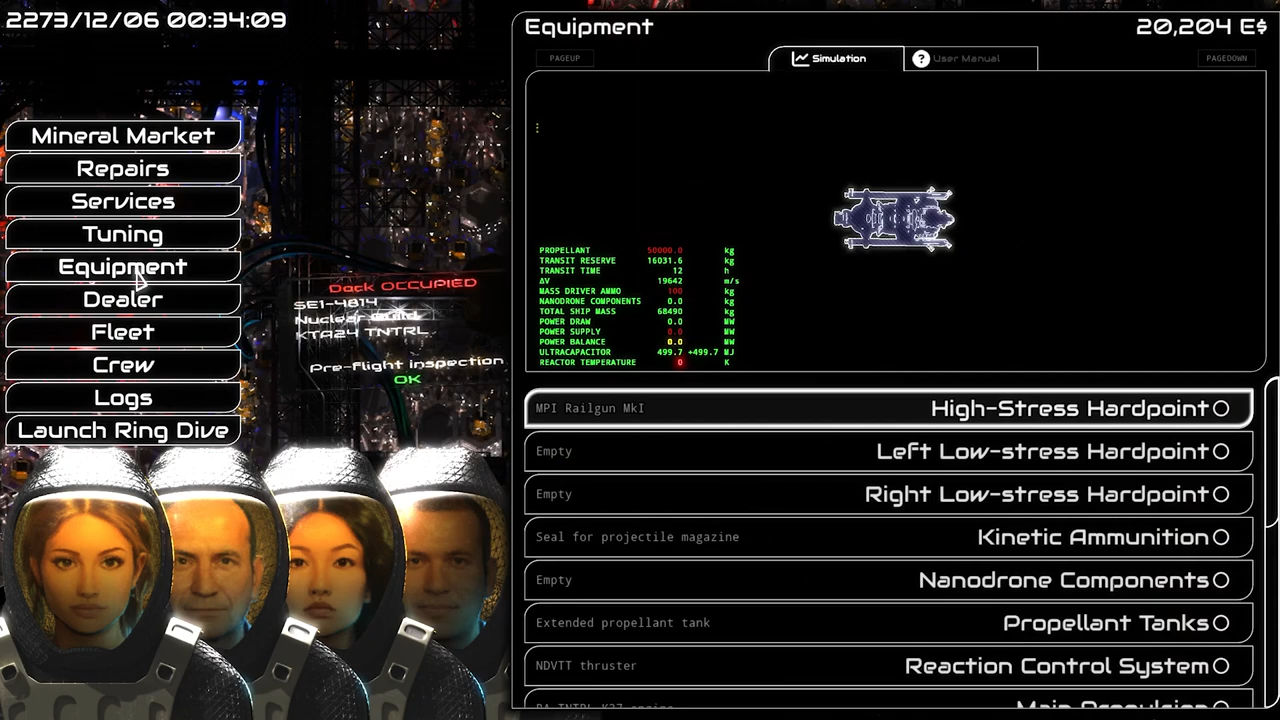 2273/12/06 00:34:09
Mineral Market
Repairs
Services
Tuning
Equipment
Dealer
Fleet
Crew
Logs
Launch Ring Dive
Dock OCCUPIED
SE1-4814
KTA24 TNTRL
Pre-flight inspection
OK
Equipment
20,204 E$
PAGEUP
Simulation
? User Manual
PAGEDOWN
PROPELLANT 50000.0 kg
TRANSIT RESERVE 16031.6 kg
TRANSIT TIME 12 h
ΔV 19642 m/s
MASS DRIVER AMMO 100 kg
NANODRONE COMPONENTS 0.0 kg
TOTAL SHIP MASS 68490 kg
POWER DRAW 0.0 MW
POWER SUPPLY 0.0 MW
POWER BALANCE 0.0 MW
ULTRACAPACITOR 499.7 +499.7 MJ
REACTOR TEMPERATURE 0 K
MPI Railgun MkI High-Stress Hardpoint
Empty Left Low-stress Hardpoint
Empty Right Low-stress Hardpoint
Seal for projectile magazine Kinetic Ammunition
Empty Nanodrone Components
Extended propellant tank Propellant Tanks
NDVTT thruster Reaction Control System
Main Propulsion